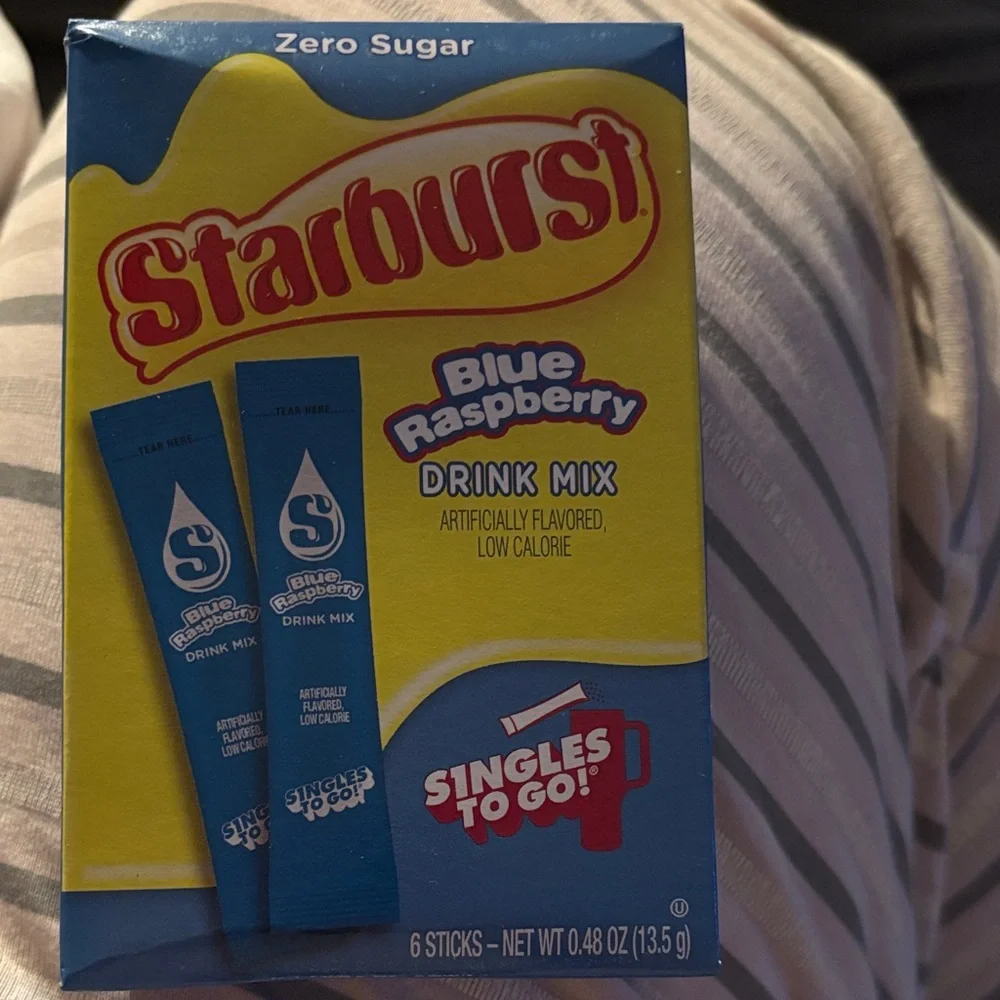 Zero Sugar
Starburst
Blue
Raspberry
DRINK MIX
ARTIFICIALLY FLAVORED,
LOW CALORIE
TEAR HERE
S
Blue
Raspberry
DRINK MIX
ARTIFICIALLY
FLAVORED,
LOW CALORIE
SING
TO G
TEAR HERE
S
Blue
Raspberry
DRINK MIX
ARTIFICIALLY
FLAVORED,
LOW CALORIE
SINGLES
TO GO!
SINGLES
TO GO!®
U
6 STICKS – NET WT 0.48 OZ (13.5 g)